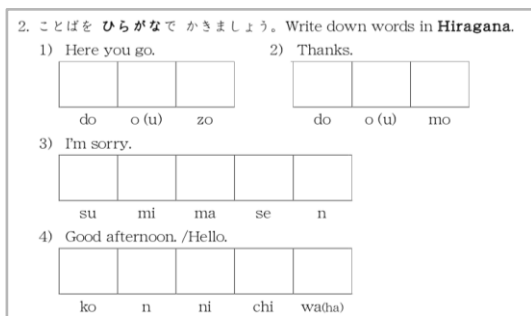 2. ことばを ひらがなで かきましょう。Write down words in Hiragana.
1) Here you go. 2) Thanks.
do o (u) zo do o (u) mo
3) I'm sorry.
su mi ma se n
4) Good afternoon. /Hello.
ko n ni chi wa(ha)